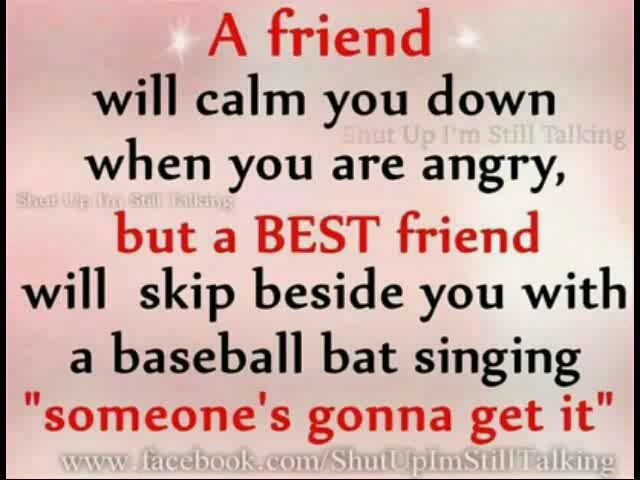 A friend
will calm you down
Shut Up I'm Still Talking
when you are angry,
Shut Up I'm Still Talking
but a BEST friend
will skip beside you with
a baseball bat singing
"someone's gonna get it"
www.facebook.com/ShutUpImStillTalking